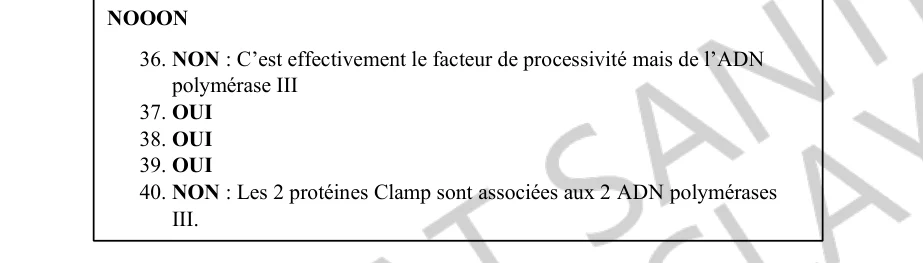 NOOON
36. NON : C’est effectivement le facteur de processivité mais de l’ADN
polymérase III
37. OUI
38. OUI
39. OUI
40. NON : Les 2 protéines Clamp sont associées aux 2 ADN polymérases
III.